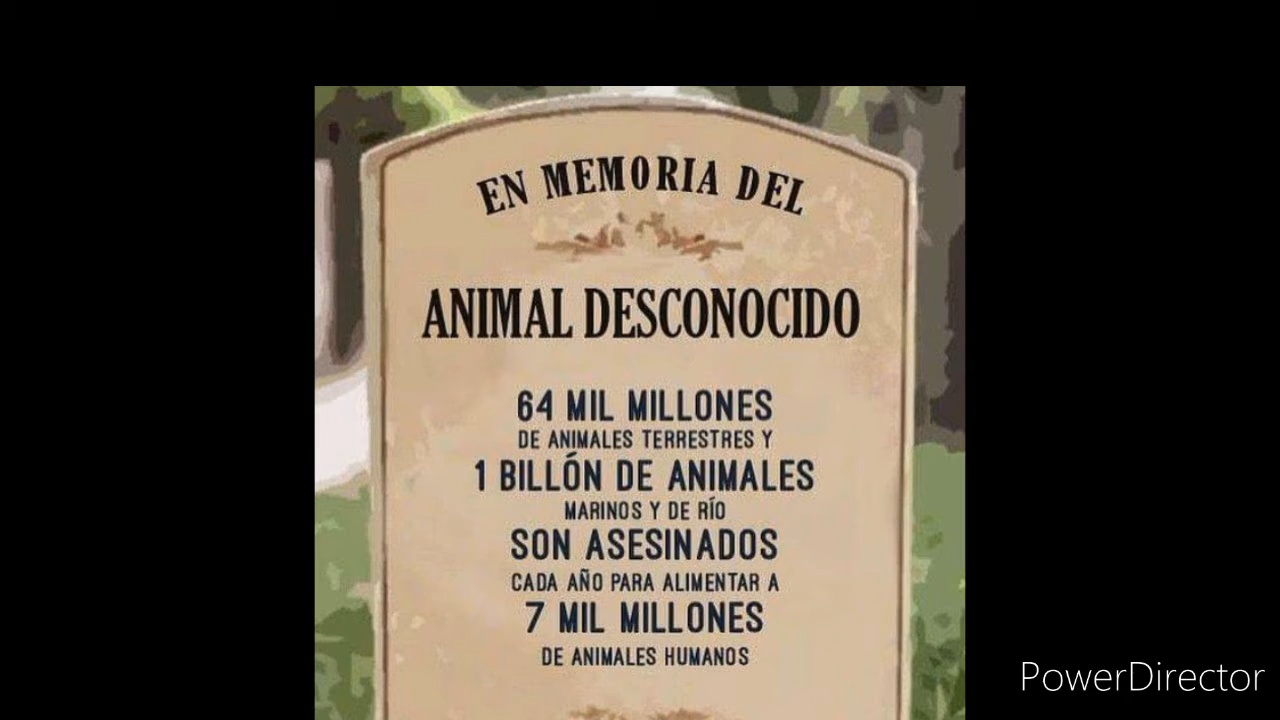 EN MEMORIA DEL
ANIMAL DESCONOCIDO
64 MIL MILLONES
DE ANIMALES TERRESTRES Y
1 BILLÓN DE ANIMALES
MARINOS Y DE RÍO
SON ASESINADOS
CADA AÑO PARA ALIMENTAR A
7 MIL MILLONES
DE ANIMALES HUMANOS
PowerDirector